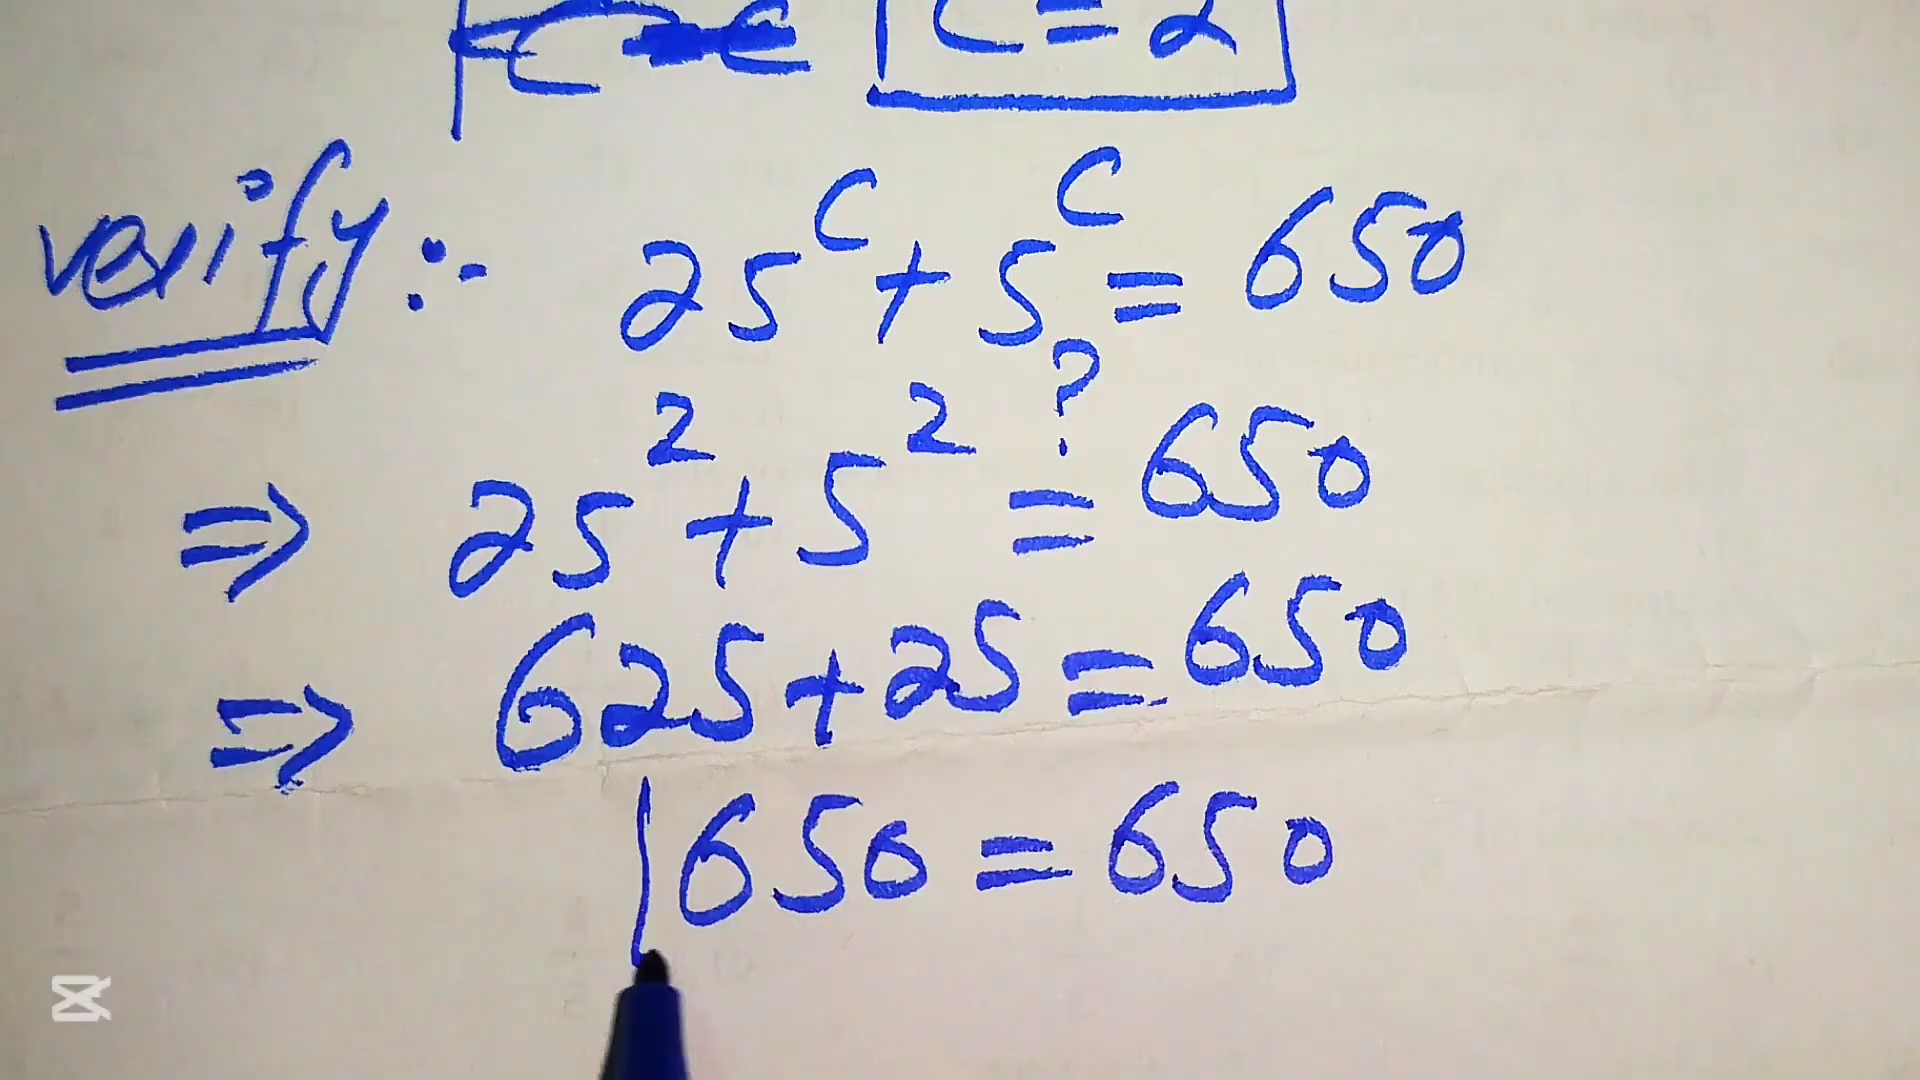 C = 2
verify :-
25^C + 5^C = 650
⇒ 25^2 + 5^2 =? 650
⇒ 625 + 25 = 650
650 = 650